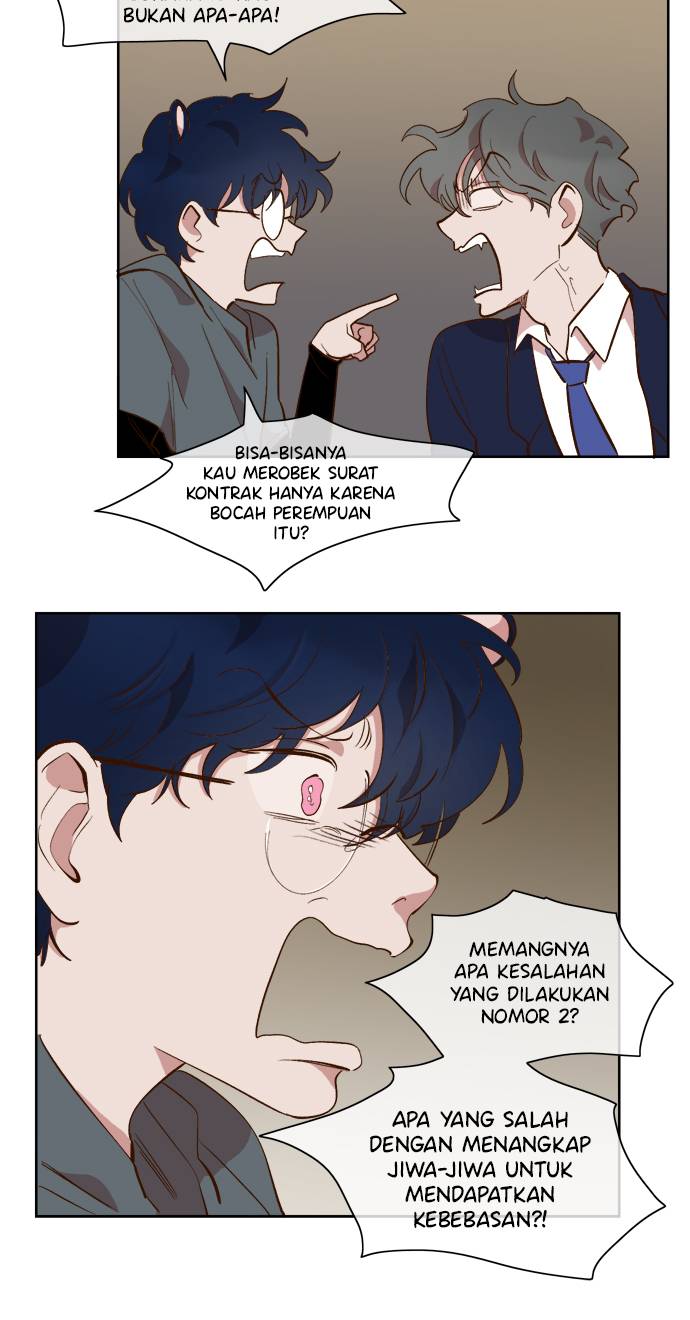 BUKAN APA-APA!
BISA-BISANYA
KAU MEROBEK SURAT
KONTRAK HANYA KARENA
BOCAH PEREMPUAN
ITU?
MEMANGNYA
APA KESALAHAN
YANG DILAKUKAN
NOMOR 2?
APA YANG SALAH
DENGAN MENANGKAP
JIWA-JIWA UNTUK
MENDAPATKAN
KEBEBASAN?!